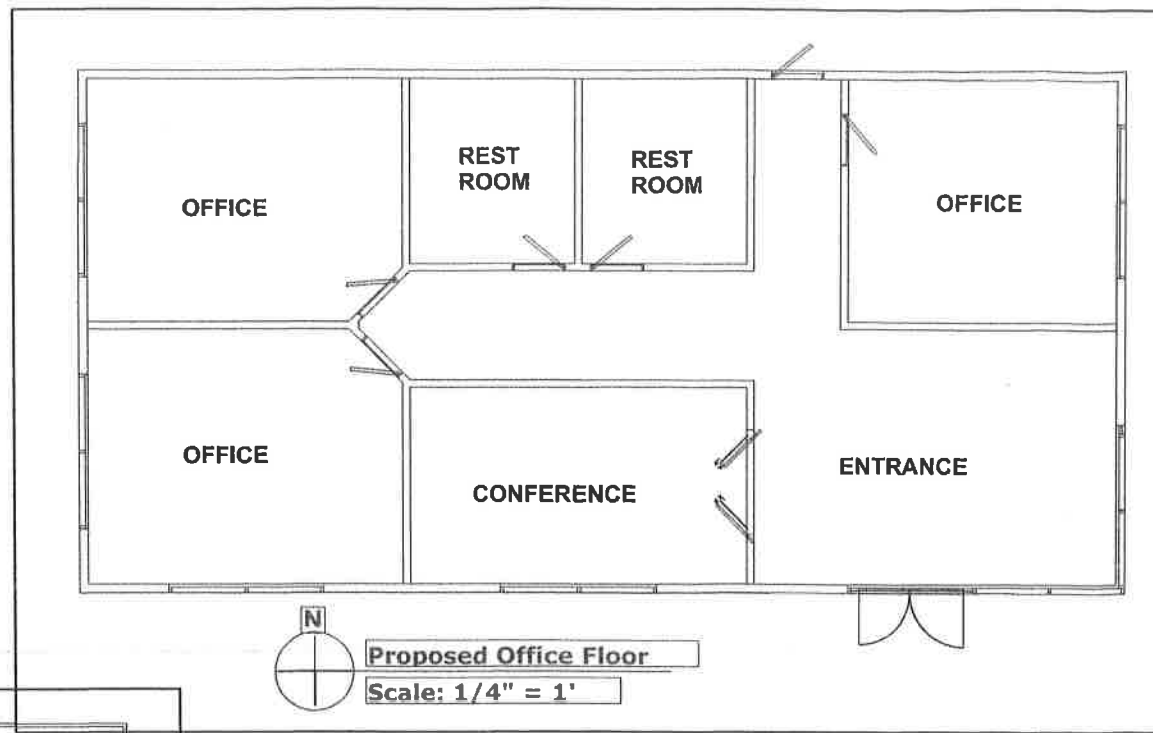 REST
ROOM
REST
ROOM
OFFICE
OFFICE
OFFICE
CONFERENCE
ENTRANCE
N
Proposed Office Floor
Scale: 1/4" = 1'